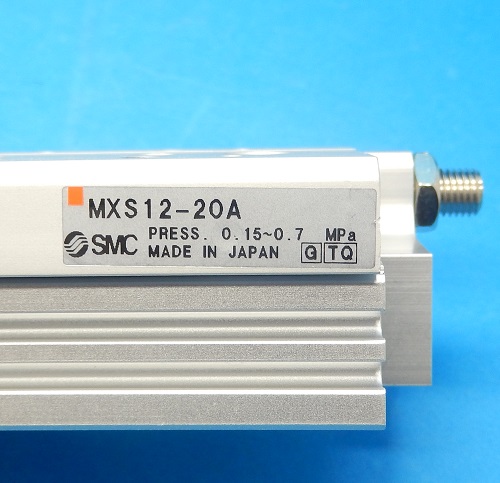 MXS12-20A
SMC PRESS. 0.15~0.7 MPa
MADE IN JAPAN G TQ